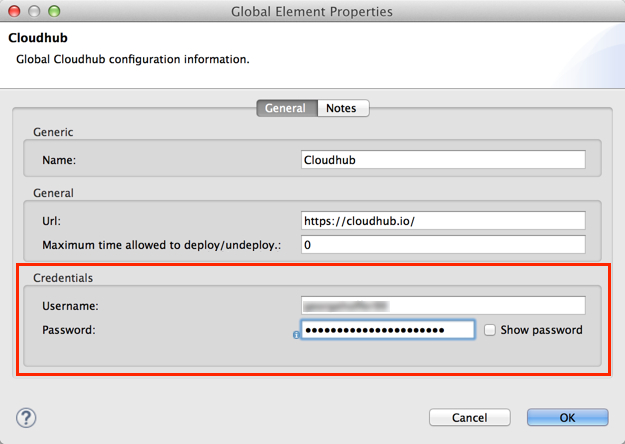 Global Element Properties
Cloudhub
Global Cloudhub configuration information.
General Notes
Generic
Name: Cloudhub
General
Url: https://cloudhub.io/
Maximum time allowed to deploy/undeploy.: 0
Credentials
Username:
Password: •••••••••••••••••••••• Show password
? Cancel OK